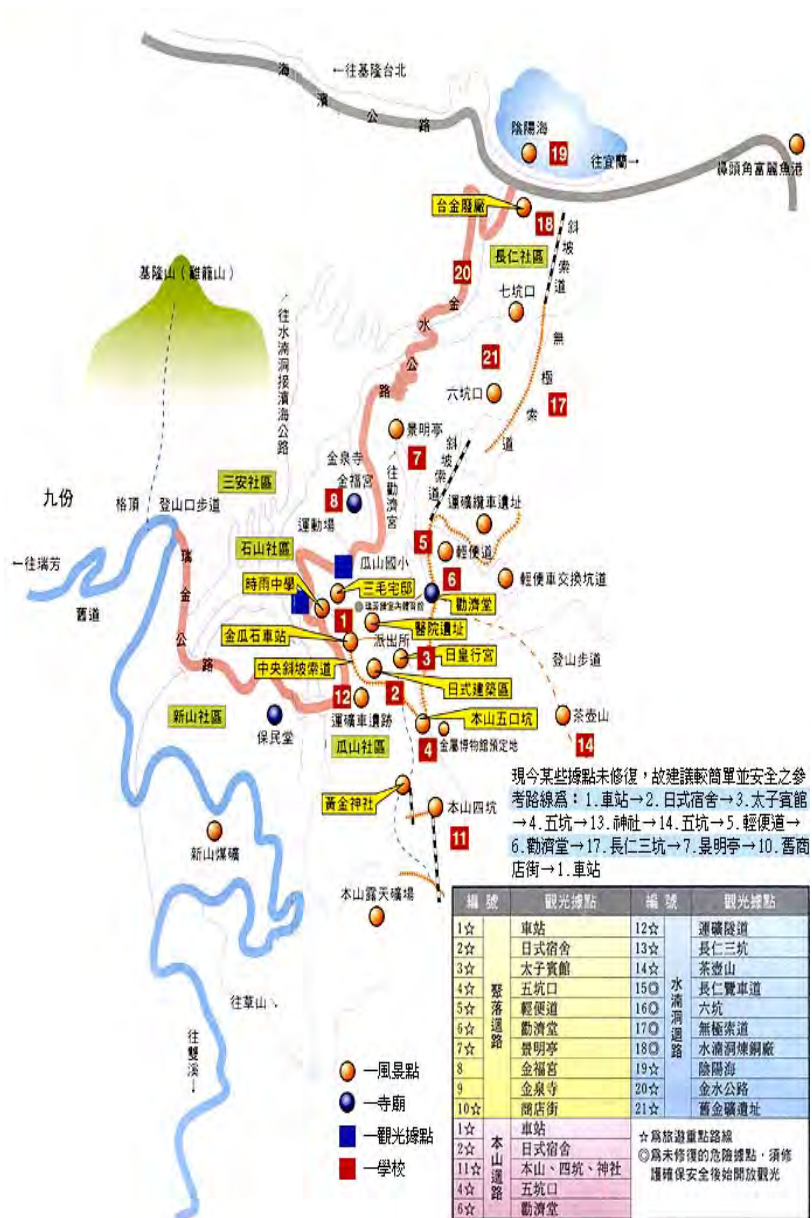 ←往基隆台北
海濱公路
陰陽海
19
往宜蘭→
鼻頭角富麗魚港
台金廢廠
18
斜坡索道
長仁社區
20
金水公路
基隆山(雞籠山)
七坑口
↑往水湳洞接濱海公路
無極索道
21
六坑口
17
景明亭
斜坡索道
金泉寺
往勸濟宮
7
三安社區
金福宮
8
運礦纜車遺址
九份
格頂
登山口步道
運動場
5
輕便道
石山社區
瓜山國小
←往瑞芳
瑞金公路
6
輕便車交換坑道
舊道
時雨中學
三毛宅邸
勸濟堂
1
醫院遺址
金瓜石車站
派出所
日皇行宮
登山步道
3
中央斜坡索道
日式建築區
12
2
新山社區
運礦車遺跡
本山五口坑
茶壺山
保民堂
瓜山社區
4
金屬博物館預定地
14
黃金神社
本山四坑
11
新山煤礦
本山露天礦場
往草山↘
往雙溪↓
現今某些據點未修復,故建議較簡單並安全之參
考路線為:1.車站→2.日式宿舍→3.太子賓館
→4.五坑→13.神社→14.五坑→5.輕便道→
6.勸濟堂→17.長仁三坑→7.景明亭→10.舊商
店街→1.車站
編號 觀光據點 編號 觀光據點
1☆ 車站 12☆ 運礦隧道
2☆ 日式宿舍 13☆ 長仁三坑
3☆ 太子賓館 14☆ 茶壺山
4☆ 五坑口 15◎ 長仁覽車道
5☆ 輕便道 16◎ 六坑
6☆ 勸濟堂 17◎ 無極索道
7☆ 景明亭 18◎ 水湳洞煉銅廠
8 金福宮 19☆ 陰陽海
9 金泉寺 20☆ 金水公路
10☆ 商店街 21☆ 舊金礦遺址
聚落迴路
水湳洞迴路
1☆ 車站
2☆ 日式宿舍
11☆ 本山、四坑、神社
4☆ 五坑口
6☆ 勸濟堂
本山迴路
☆為旅遊重點路線
◎為未修復的危險據點,須修
護確保安全後始開放觀光
—風景點
—寺廟
—觀光據點
—學校